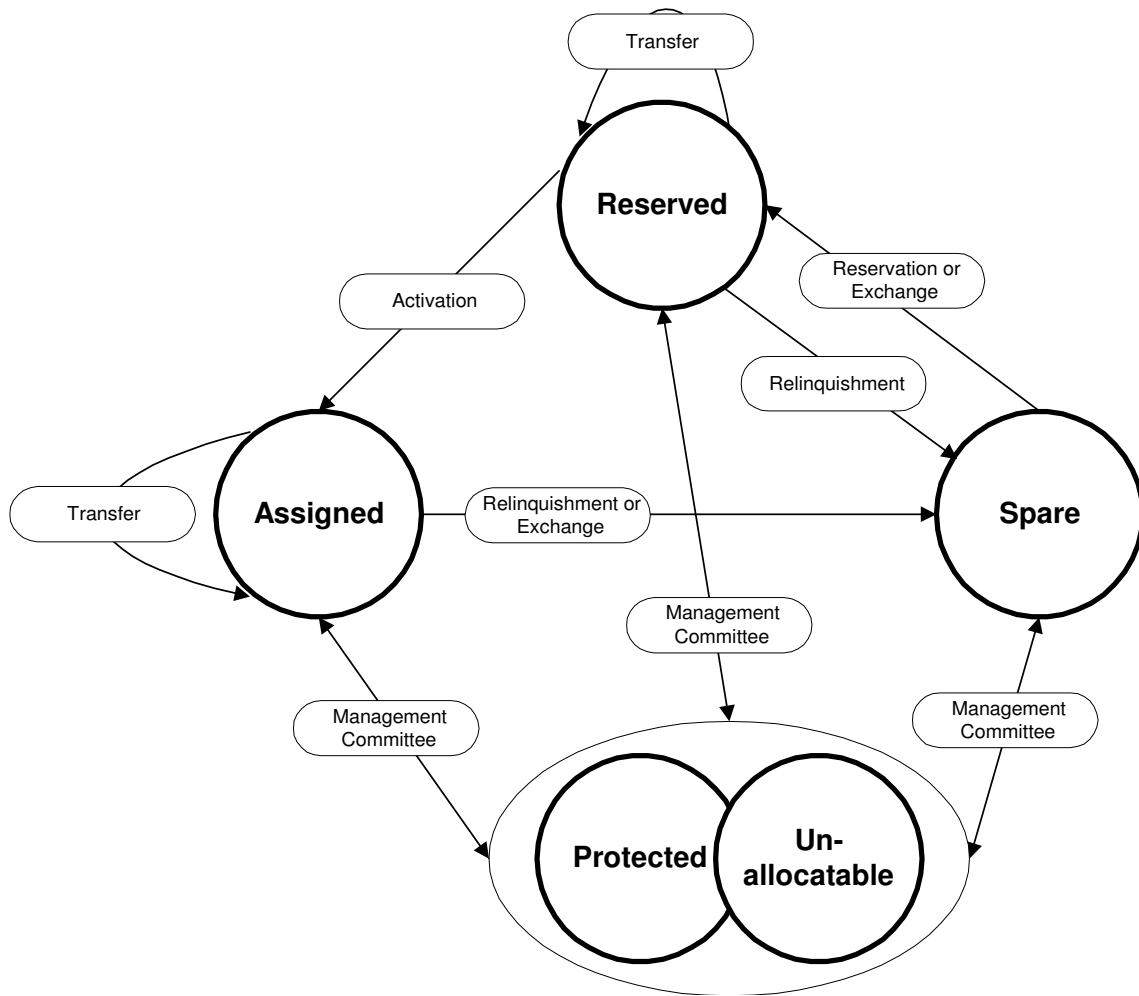 Transfer
Reserved
Reservation or
Exchange
Activation
Relinquishment
Transfer
Assigned
Relinquishment or
Exchange
Spare
Management
Committee
Management
Committee
Management
Committee
Protected
Un-
allocatable